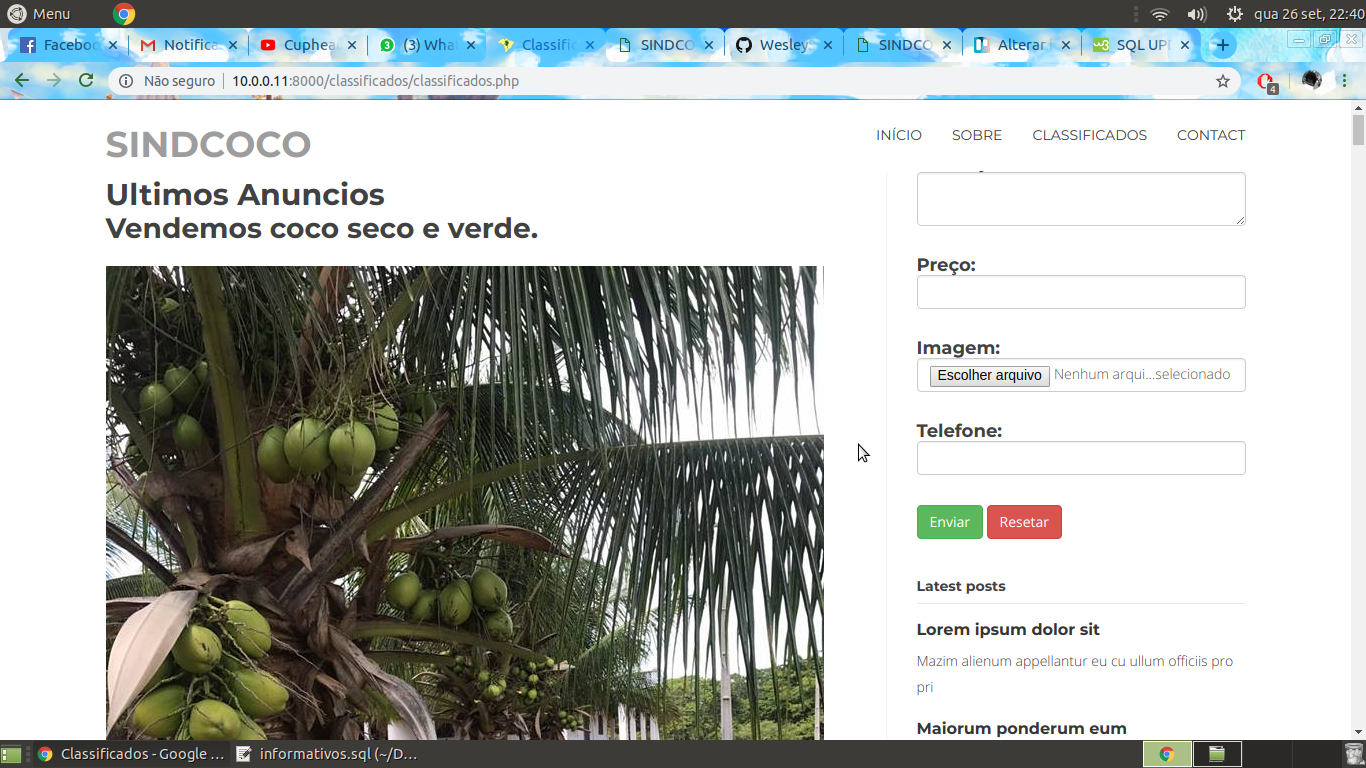 Menu
qua 26 set, 22:40
Facebo
Notifica
Cuphea
(3) Wha
Classific
SINDCO
Wesley
SINDCO
Alterar
SQL UP
Não seguro
10.0.0.11:8000/classificados/classificados.php
4
SINDCOCO
INÍCIO
SOBRE
CLASSIFICADOS
CONTACT
Ultimos Anuncios
Vendemos coco seco e verde.
Preço:
Imagem:
Escolher arquivo Nenhum arqui...selecionado
Telefone:
Enviar
Resetar
Latest posts
Lorem ipsum dolor sit
Mazim alienum appellantur eu cu ullum officiis pro
pri
Maiorum ponderum eum
Classificados - Google ...
informativos.sql (~/D...